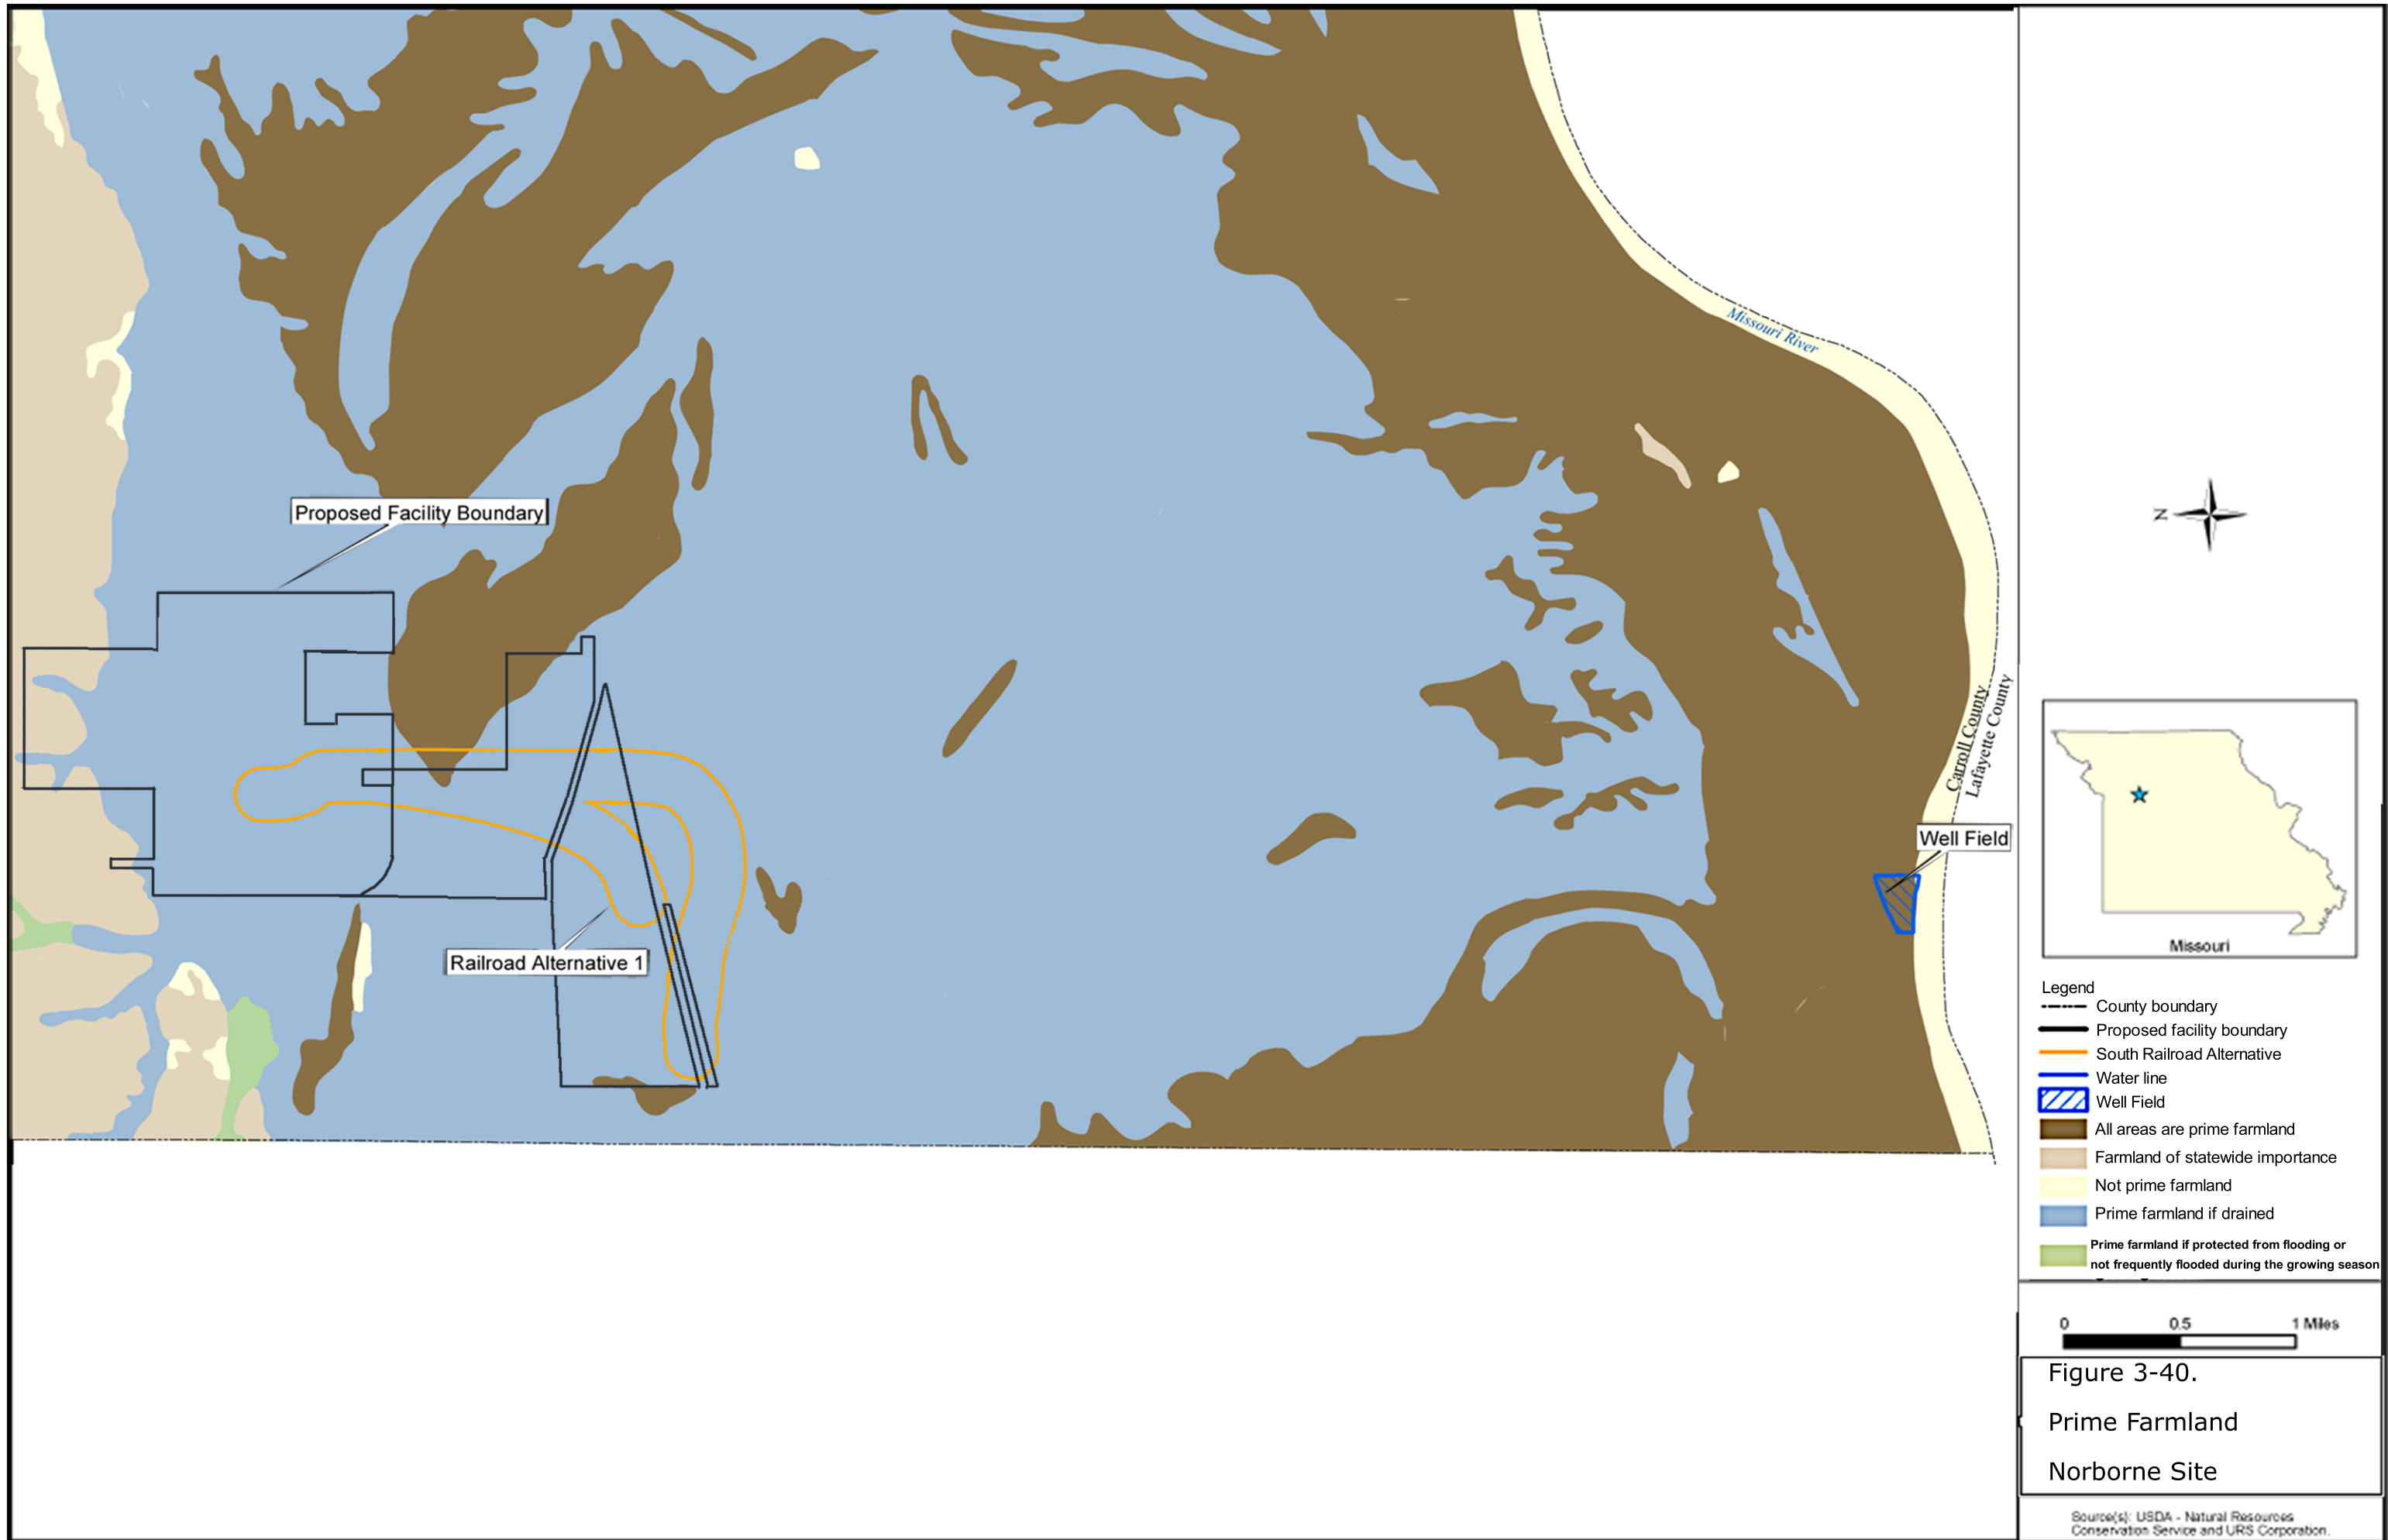 Proposed Facility Boundary
Railroad Alternative 1
Missouri River
Carroll County
Lafayette County
Well Field
N
Missouri
Legend
County boundary
Proposed facility boundary
South Railroad Alternative
Water line
Well Field
All areas are prime farmland
Farmland of statewide importance
Not prime farmland
Prime farmland if drained
Prime farmland if protected from flooding or
not frequently flooded during the growing season
0 0.5 1 Miles
Figure 3-40.
Prime Farmland
Norborne Site
Source(s): USDA - Natural Resources
Conservation Service and URS Corporation.